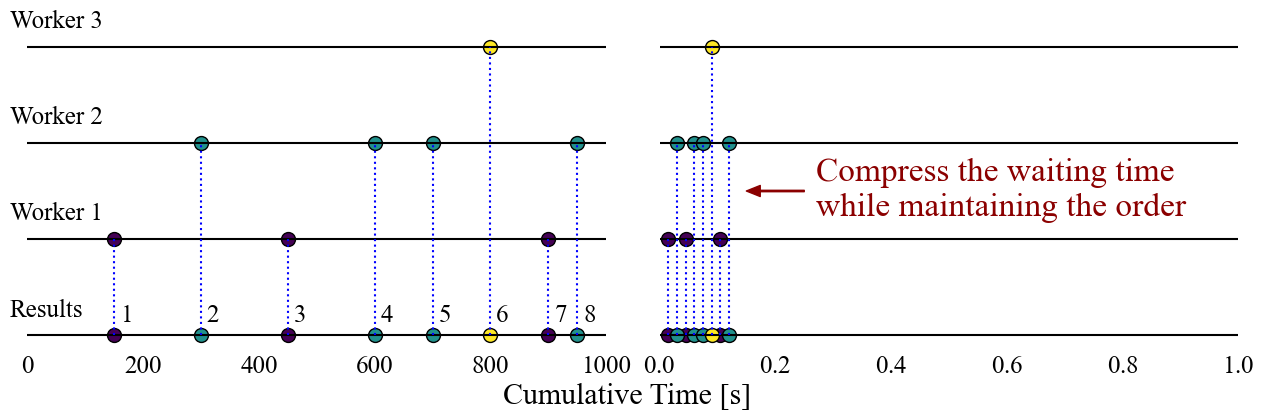 Worker 3
Worker 2
Compress the waiting time
while maintaining the order
Worker 1
Results
1 2 3 4 5 6 7 8
0 200 400 600 800 1000 0.0 0.2 0.4 0.6 0.8 1.0
Cumulative Time [s]